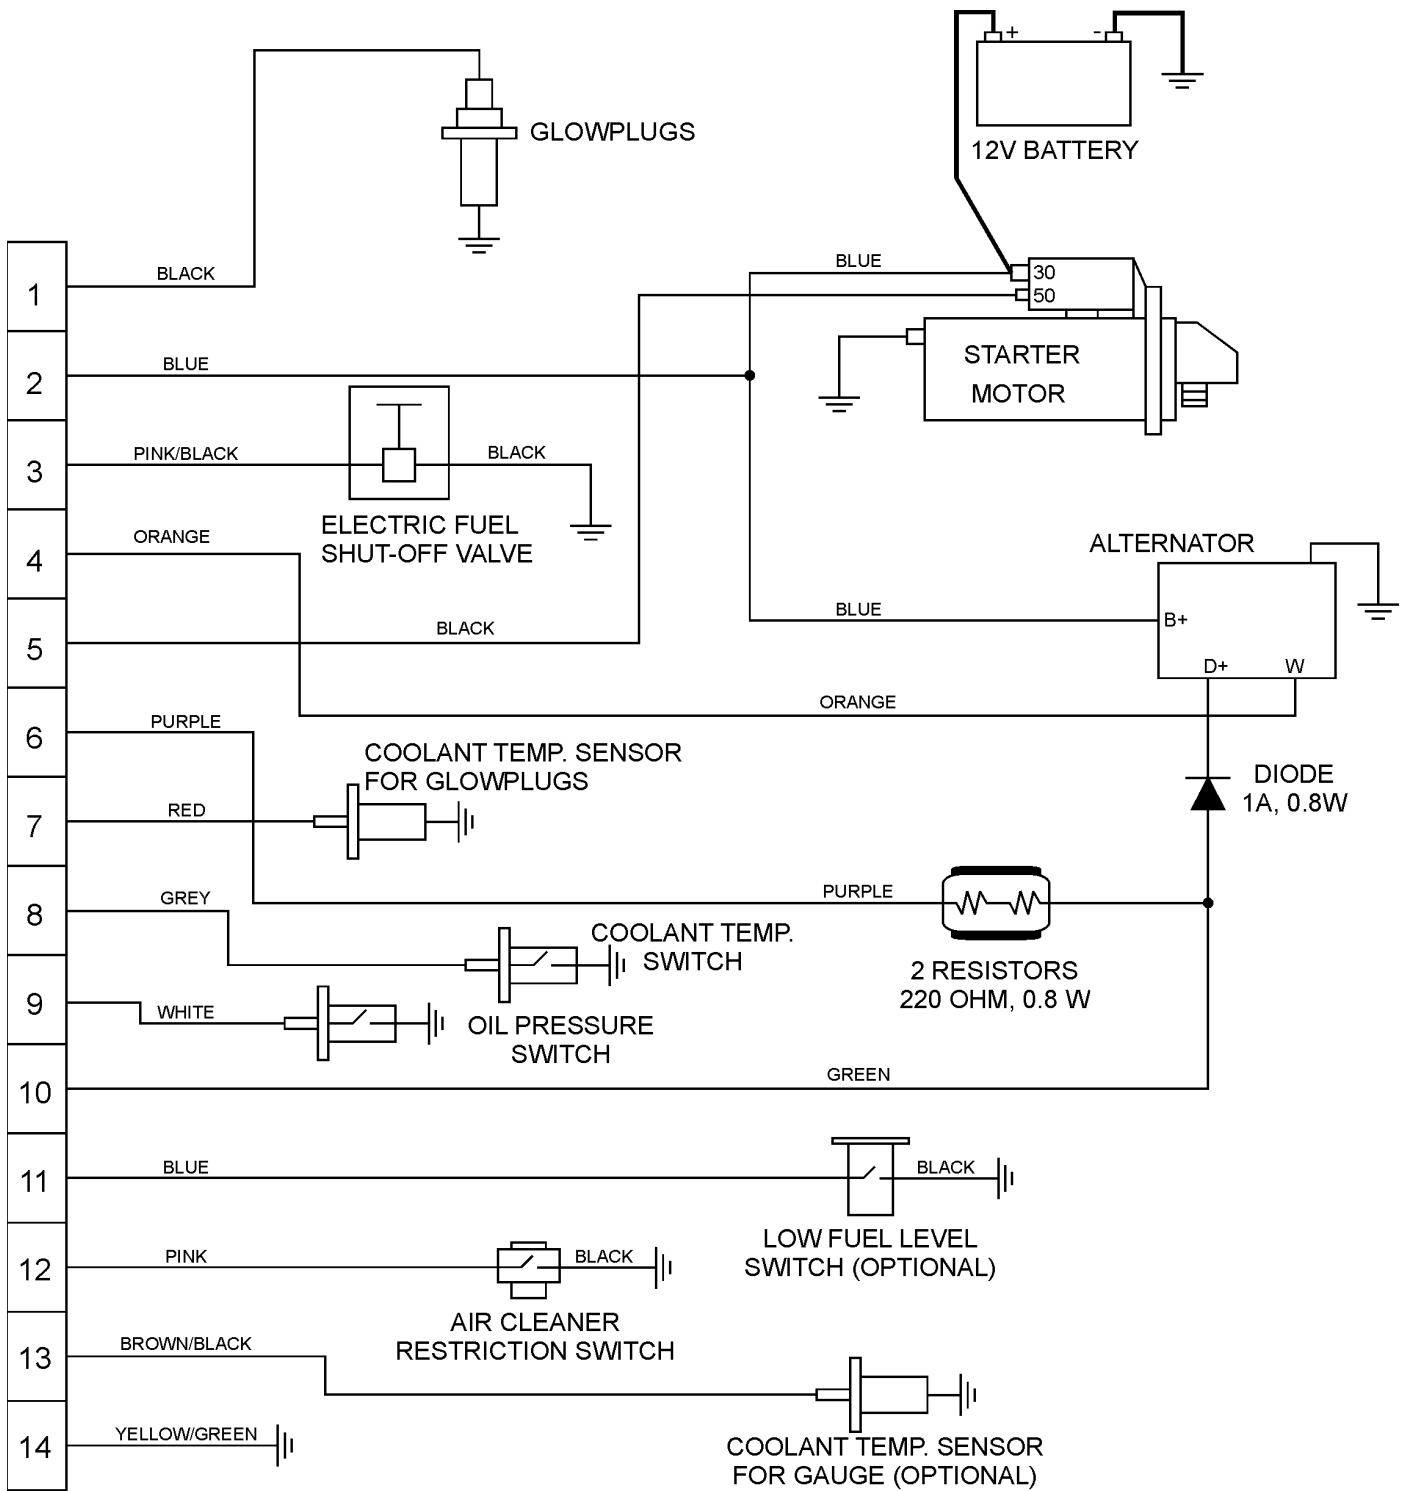 + -
12V BATTERY
GLOWPLUGS
1
BLACK
BLUE
30
50
STARTER
MOTOR
2
BLUE
3
PINK/BLACK
BLACK
ELECTRIC FUEL
SHUT-OFF VALVE
4
ORANGE
ALTERNATOR
B+
D+ W
BLUE
5
BLACK
ORANGE
6
PURPLE
COOLANT TEMP. SENSOR
FOR GLOWPLUGS
DIODE
1A, 0.8W
7
RED
8
GREY
PURPLE
COOLANT TEMP.
SWITCH
2 RESISTORS
220 OHM, 0.8 W
9
WHITE
OIL PRESSURE
SWITCH
10
GREEN
11
BLUE
BLACK
LOW FUEL LEVEL
SWITCH (OPTIONAL)
12
PINK
BLACK
AIR CLEANER
RESTRICTION SWITCH
13
BROWN/BLACK
14
YELLOW/GREEN
COOLANT TEMP. SENSOR
FOR GAUGE (OPTIONAL)